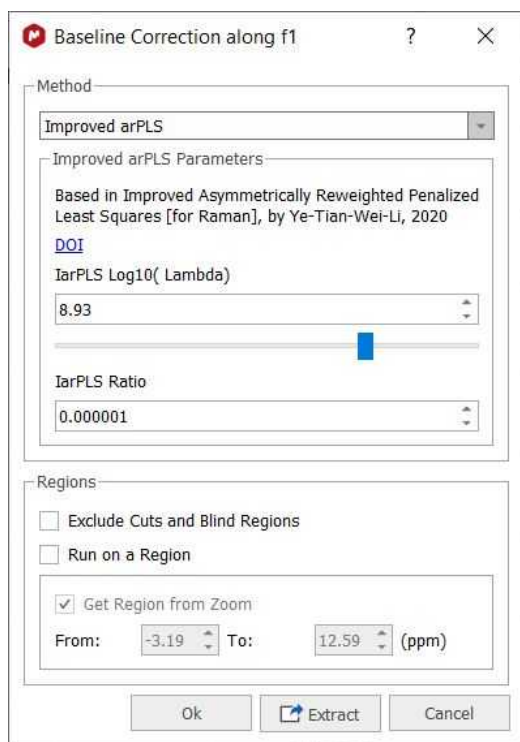 Baseline Correction along f1
?
Method
Improved arPLS
Improved arPLS Parameters
Based in Improved Asymmetrically Reweighted Penalized
Least Squares [for Raman], by Ye-Tian-Wei-Li, 2020
DOI
IarPLS Log10( Lambda)
8.93
IarPLS Ratio
0.000001
Regions
Exclude Cuts and Blind Regions
Run on a Region
Get Region from Zoom
From: -3.19 To: 12.59 (ppm)
Ok Extract Cancel